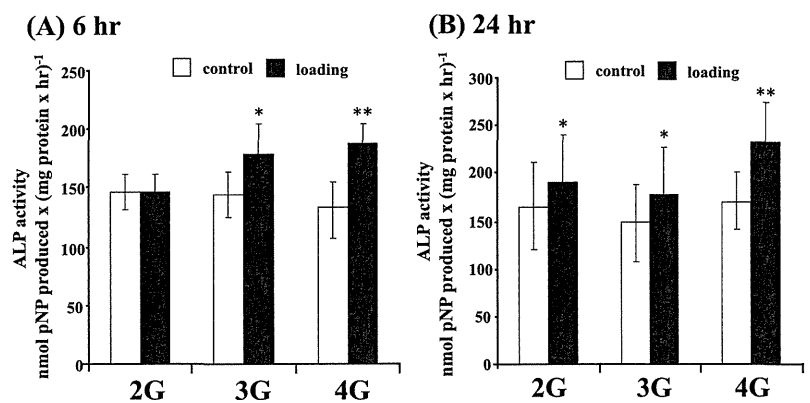 (A) 6 hr
ALP activity
nmol pNP produced x (mg protein x hr)-1
250
200
150
100
50
0
control
loading
*
**
2G
3G
4G
(B) 24 hr
ALP activity
nmol pNP produced x (mg protein x hr)-1
300
250
200
150
100
50
0
control
loading
*
*
**
2G
3G
4G